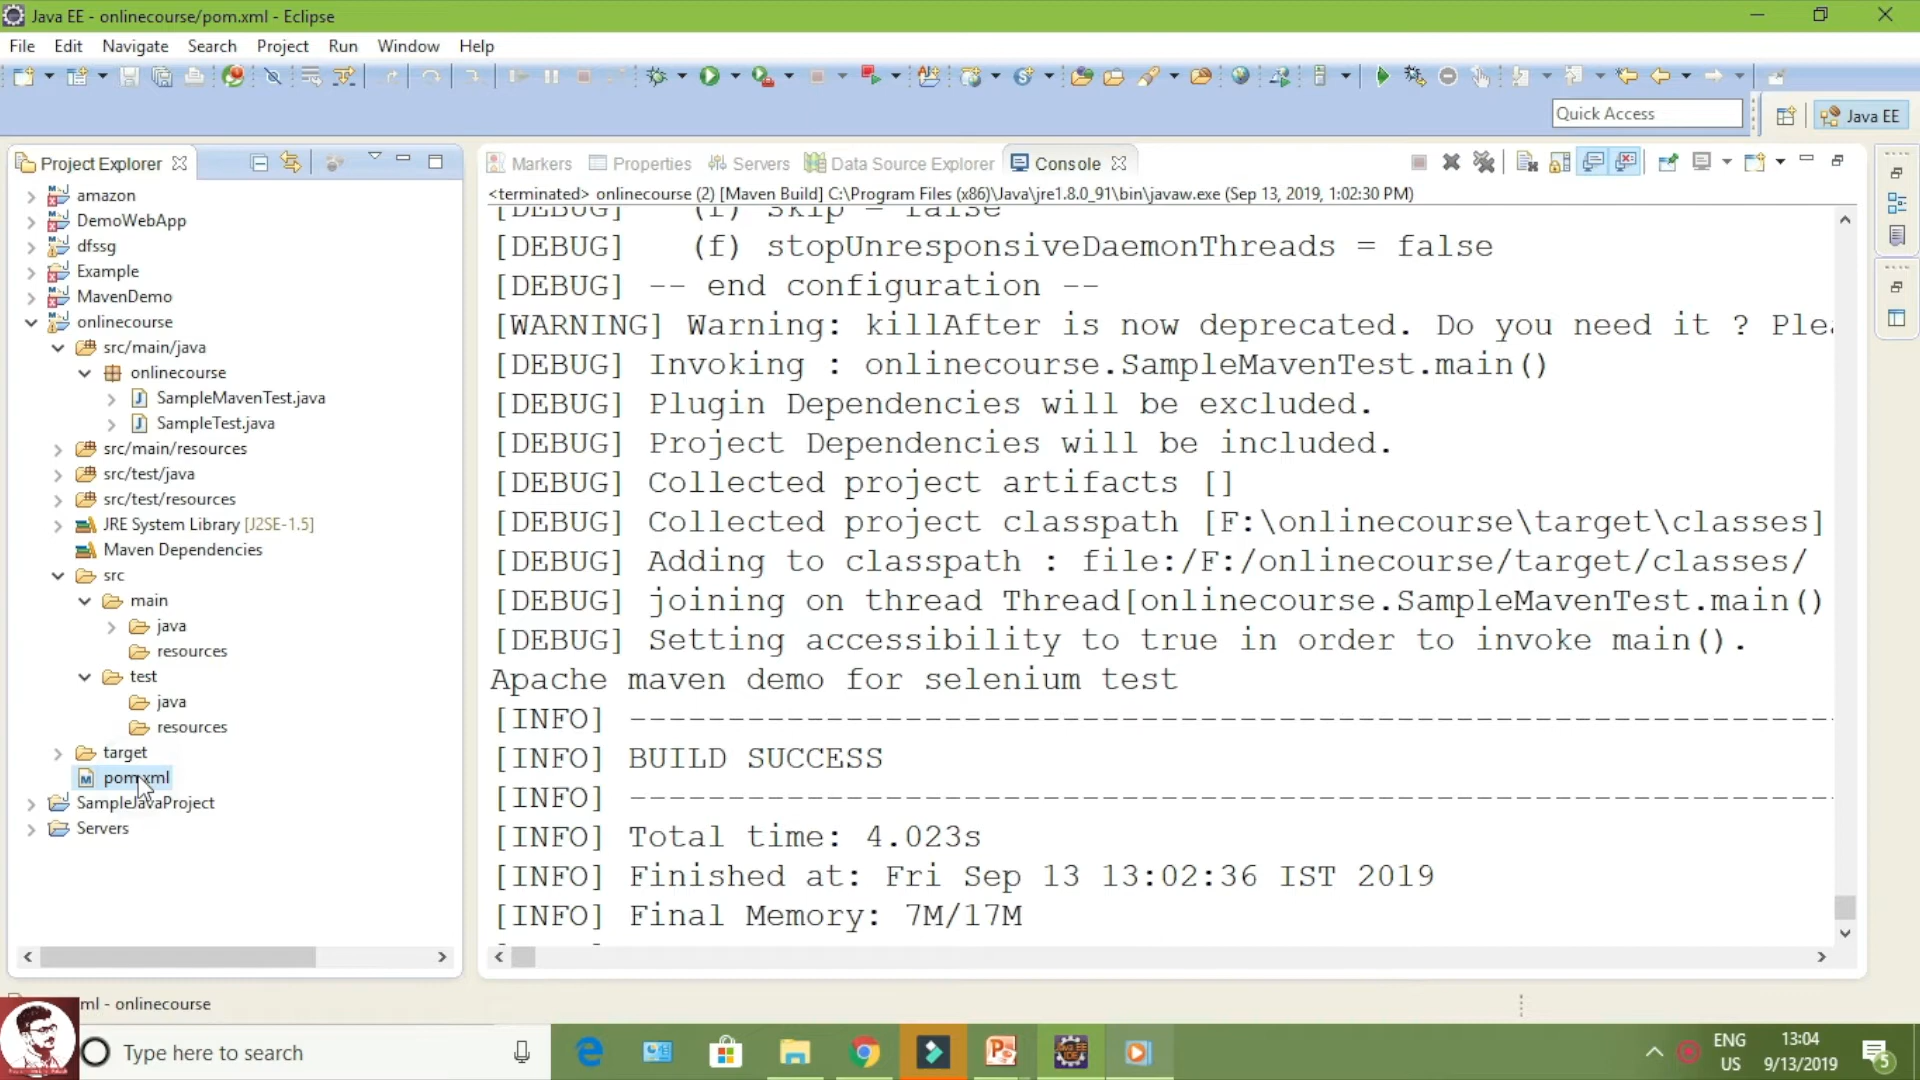 Java EE - onlinecourse/pom.xml - Eclipse
File Edit Navigate Search Project Run Window Help
Quick Access
Java EE
Project Explorer
amazon
DemoWebApp
dfssg
Example
MavenDemo
onlinecourse
src/main/java
onlinecourse
SampleMavenTest.java
SampleTest.java
src/main/resources
src/test/java
src/test/resources
JRE System Library [J2SE-1.5]
Maven Dependencies
src
main
java
resources
test
java
resources
target
pom.xml
SampleJavaProject
Servers
Markers Properties Servers Data Source Explorer Console
<terminated> onlinecourse (2) [Maven Build] C:\Program Files (x86)\Java\jre1.8.0_91\bin\javaw.exe (Sep 13, 2019, 1:02:30 PM)
[DEBUG] (f) skip = false
[DEBUG] (f) stopUnresponsiveDaemonThreads = false
[DEBUG] -- end configuration --
[WARNING] Warning: killAfter is now deprecated. Do you need it ? Plea
[DEBUG] Invoking : onlinecourse.SampleMavenTest.main()
[DEBUG] Plugin Dependencies will be excluded.
[DEBUG] Project Dependencies will be included.
[DEBUG] Collected project artifacts []
[DEBUG] Collected project classpath [F:\onlinecourse\target\classes]
[DEBUG] Adding to classpath : file:/F:/onlinecourse/target/classes/
[DEBUG] joining on thread Thread[onlinecourse.SampleMavenTest.main()
[DEBUG] Setting accessibility to true in order to invoke main().
Apache maven demo for selenium test
[INFO] ------------------------------------------------------------------------
[INFO] BUILD SUCCESS
[INFO] ------------------------------------------------------------------------
[INFO] Total time: 4.023s
[INFO] Finished at: Fri Sep 13 13:02:36 IST 2019
[INFO] Final Memory: 7M/17M
ml - onlinecourse
Type here to search
ENG
US
13:04
9/13/2019
5